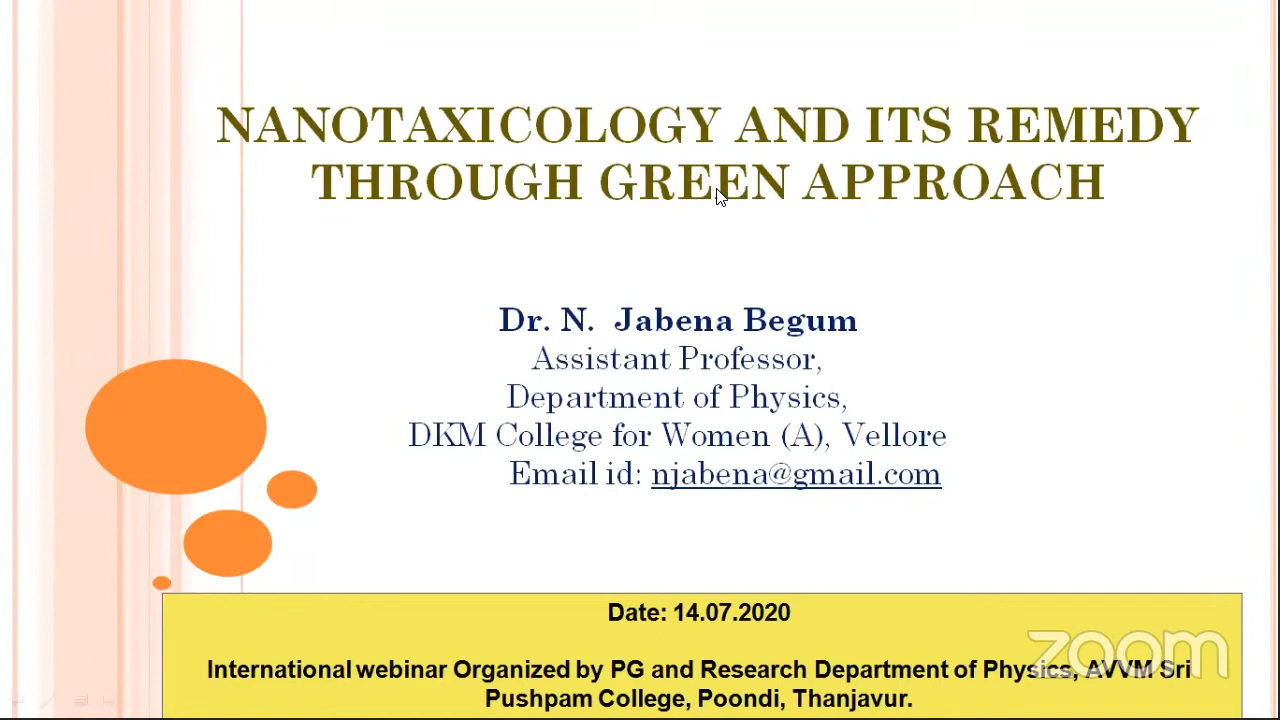 NANOTAXICOLOGY AND ITS REMEDY
THROUGH GREEN APPROACH
Dr. N. Jabena Begum
Assistant Professor,
Department of Physics,
DKM College for Women (A), Vellore
Email id: njabena@gmail.com
Date: 14.07.2020
International webinar Organized by PG and Research Department of Physics, AVVM Sri
Pushpam College, Poondi, Thanjavur.
zoom